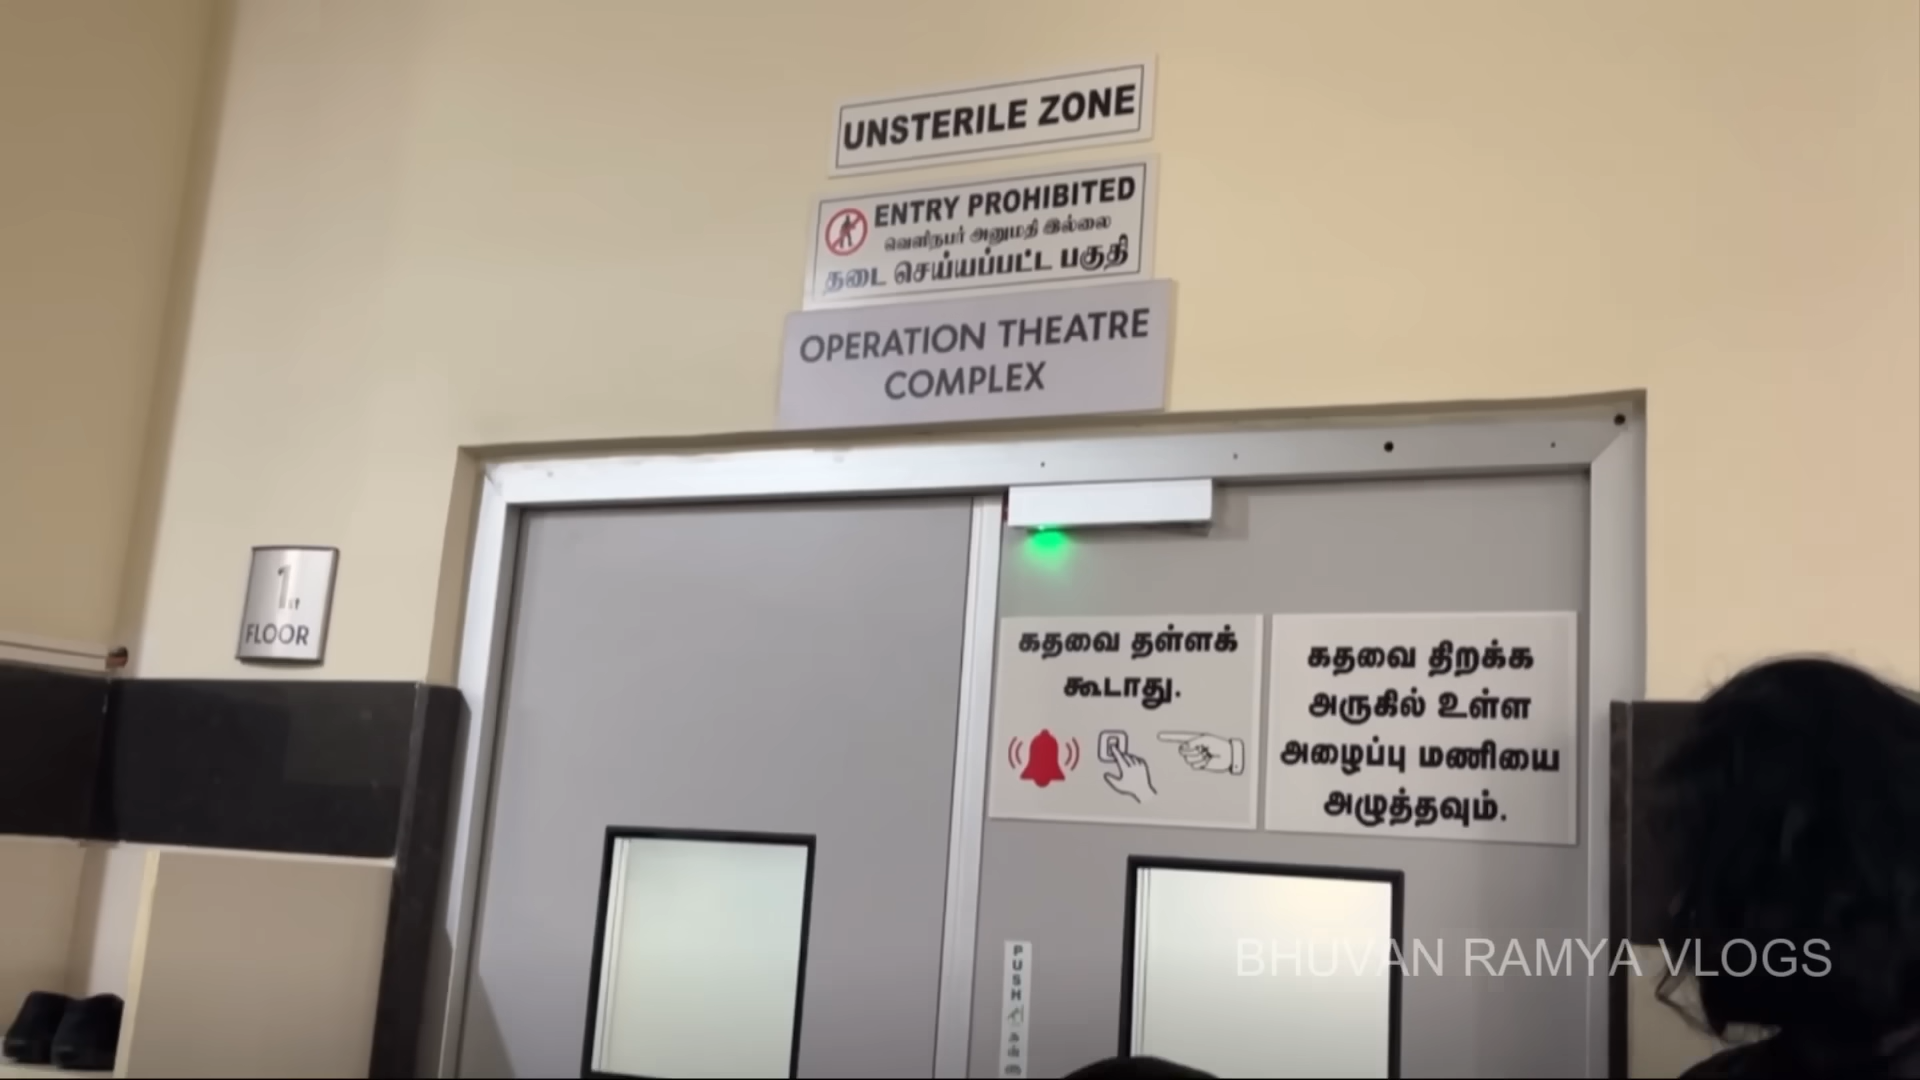 UNSTERILE ZONE
ENTRY PROHIBITED
வெளிநபர் அனுமதி இல்லை
தடை செய்யப்பட்ட பகுதி
OPERATION THEATRE
COMPLEX
1st
FLOOR
கதவை தள்ளக்
கூடாது.
கதவை திறக்க
அருகில் உள்ள
அழைப்பு மணியை
அழுத்தவும்.
PUSH
BHUVAN RAMYA VLOGS